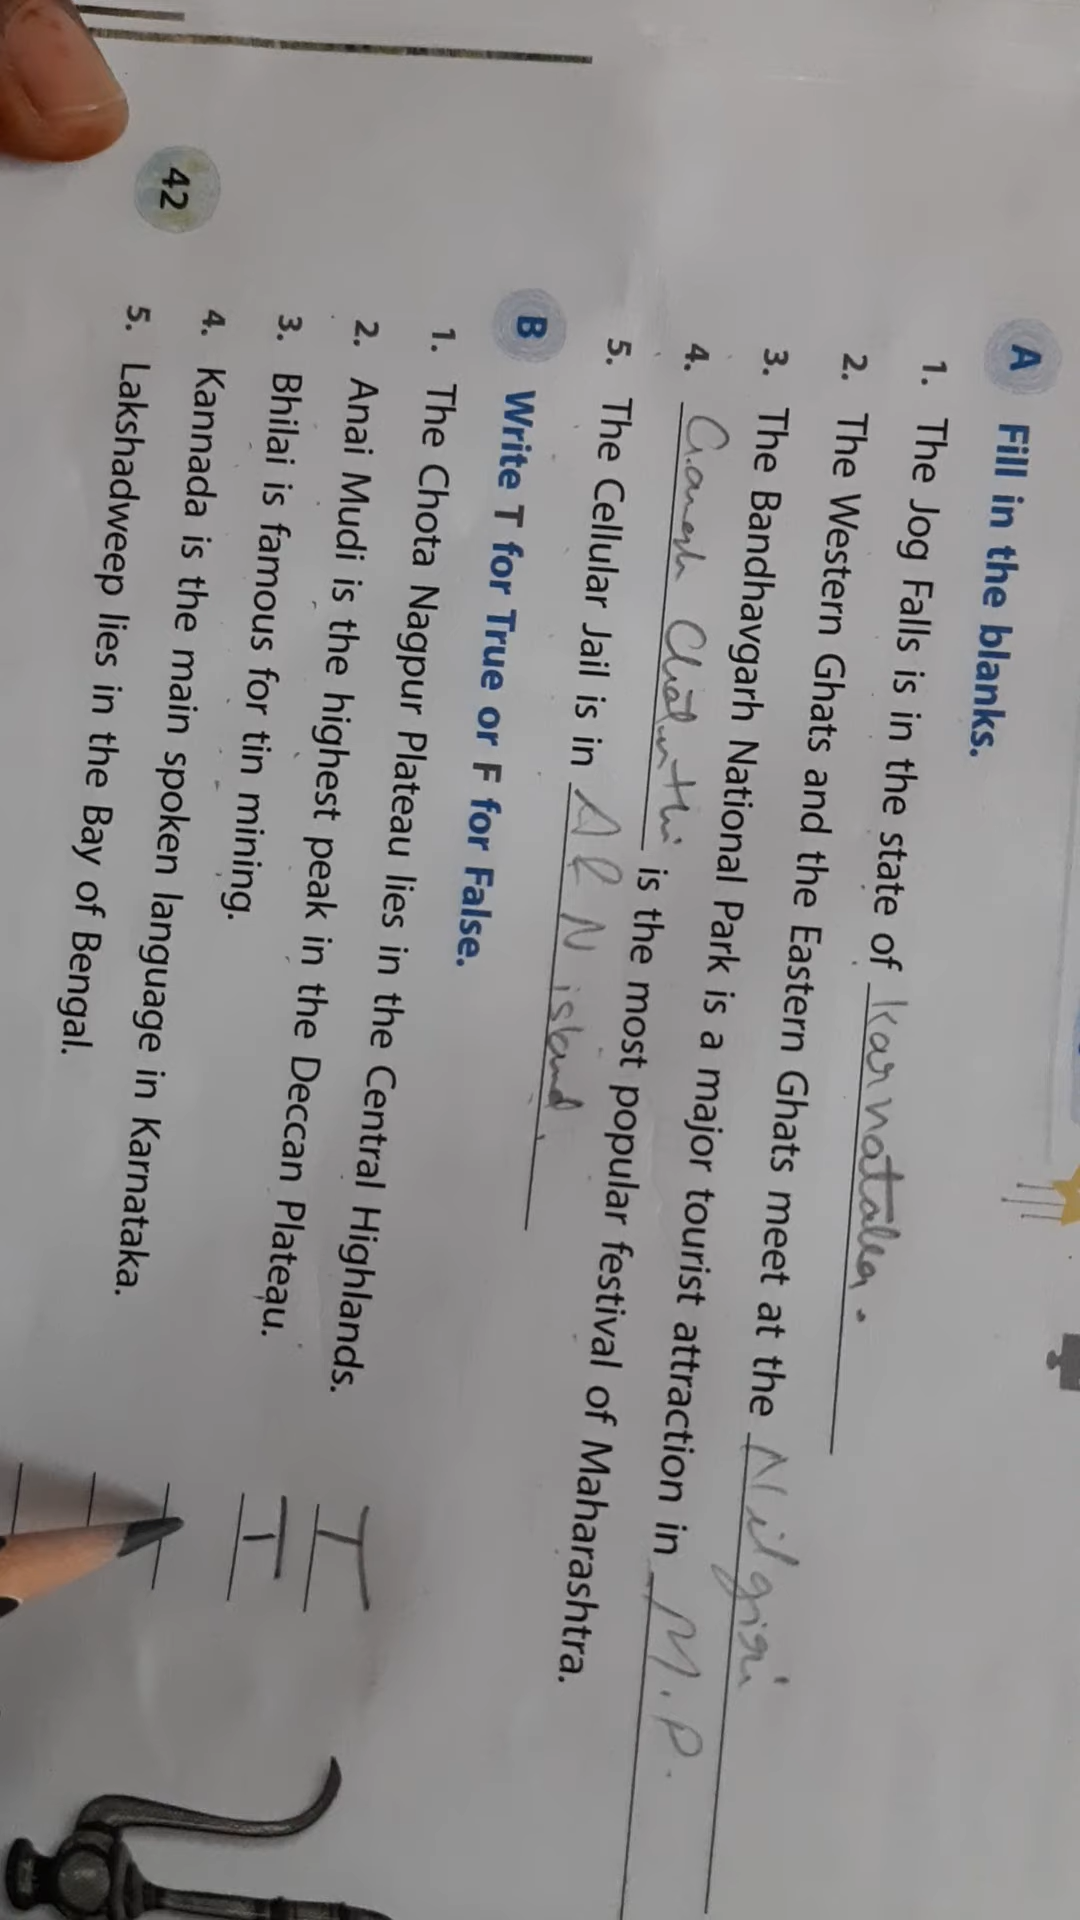 A Fill in the blanks.
1. The Jog Falls is in the state of Karnataka.
2. The Western Ghats and the Eastern Ghats meet at the Nilgiri
3. The Bandhavgarh National Park is a major tourist attraction in M.P.
4. Ganesh Chaturthi is the most popular festival of Maharashtra.
5. The Cellular Jail is in A & N island.
B Write T for True or F for False.
1. The Chota Nagpur Plateau lies in the Central Highlands. T
2. Anai Mudi is the highest peak in the Deccan Plateau. T
3. Bhilai is famous for tin mining.
4. Kannada is the main spoken language in Karnataka.
5. Lakshadweep lies in the Bay of Bengal.
42